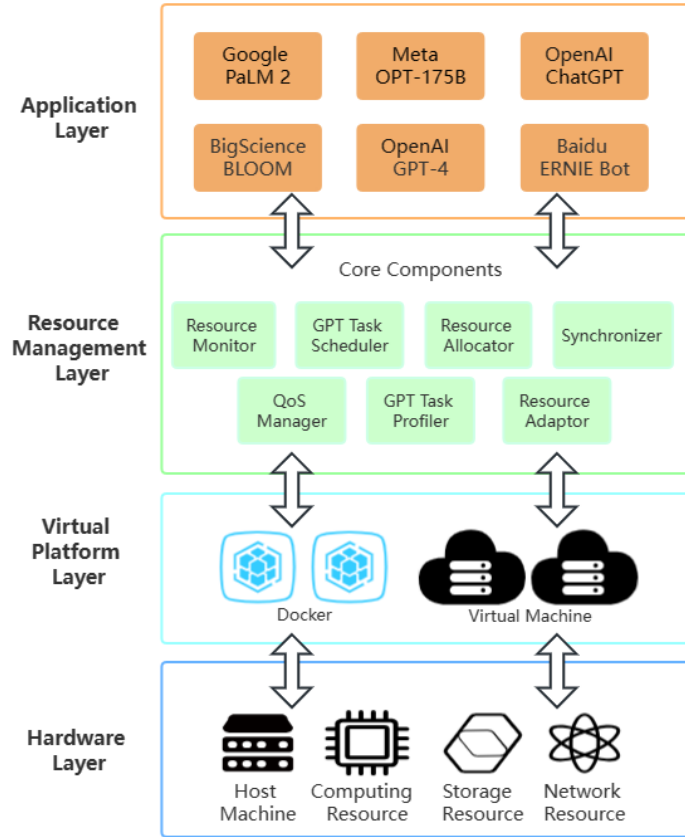 Application
Layer
Google
PaLM 2
Meta
OPT-175B
OpenAI
ChatGPT
BigScience
BLOOM
OpenAI
GPT-4
Baidu
ERNIE Bot
Resource
Management
Layer
Core Components
Resource
Monitor
GPT Task
Scheduler
Resource
Allocator
Synchronizer
QoS
Manager
GPT Task
Profiler
Resource
Adaptor
Virtual
Platform
Layer
Docker
Virtual Machine
Hardware
Layer
Host
Machine
Computing
Resource
Storage
Resource
Network
Resource